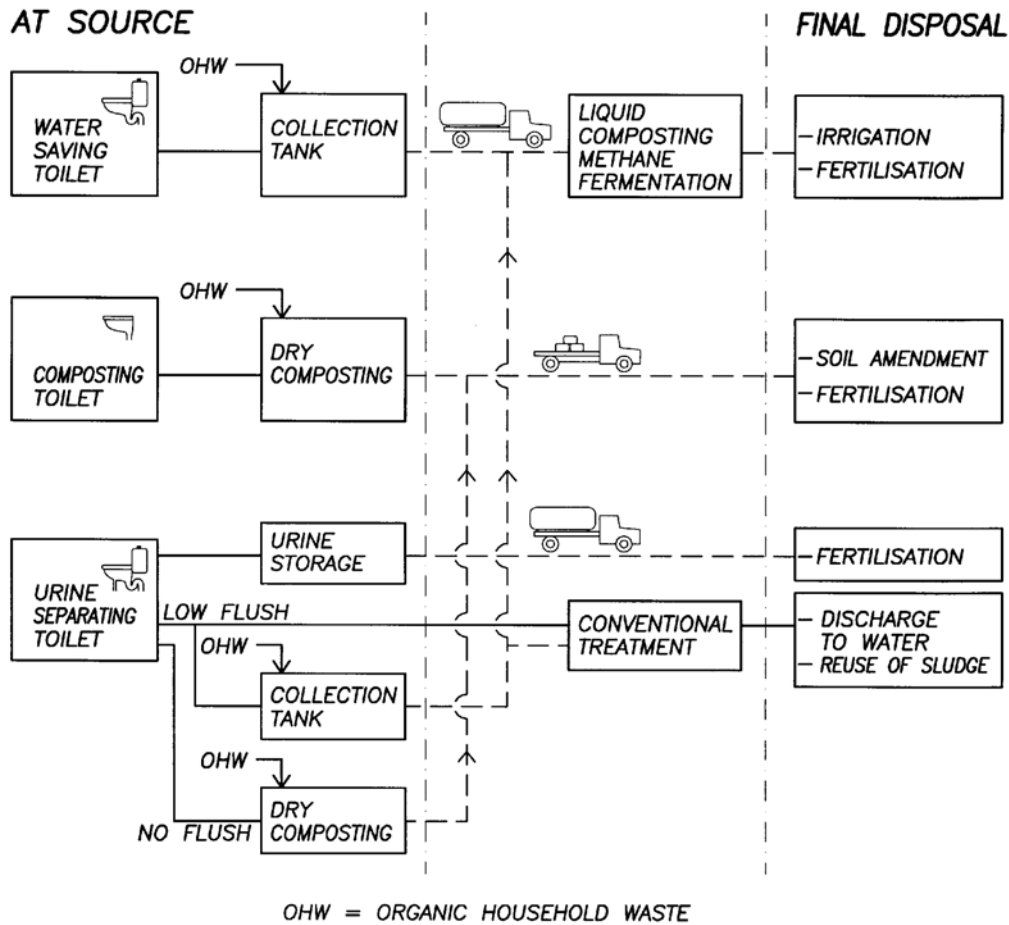 AT SOURCE
FINAL DISPOSAL
OHW
WATER
SAVING
TOILET
COLLECTION
TANK
LIQUID
COMPOSTING
METHANE
FERMENTATION
– IRRIGATION
– FERTILISATION
OHW
COMPOSTING
TOILET
DRY
COMPOSTING
– SOIL AMENDMENT
– FERTILISATION
URINE
SEPARATING
TOILET
URINE
STORAGE
– FERTILISATION
LOW FLUSH
CONVENTIONAL
TREATMENT
– DISCHARGE
TO WATER
– REUSE OF SLUDGE
OHW
COLLECTION
TANK
OHW
NO FLUSH
DRY
COMPOSTING
OHW = ORGANIC HOUSEHOLD WASTE